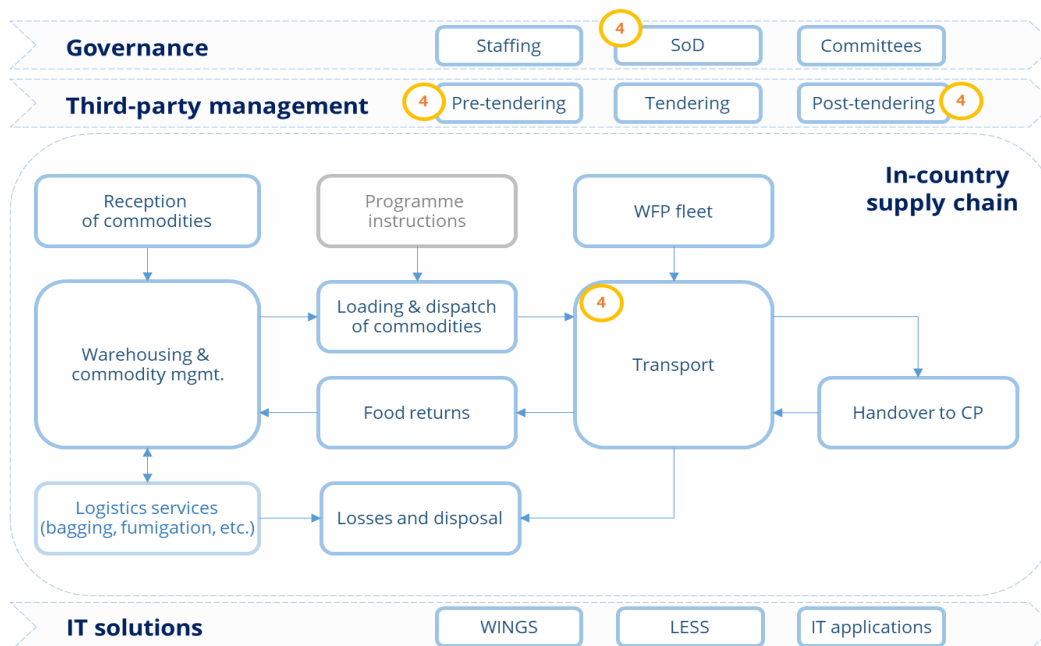 Governance
Staffing
4
SoD
Committees
Third-party management
4
Pre-tendering
Tendering
Post-tendering
4
In-country
supply chain
Reception
of commodities
Programme
instructions
WFP fleet
Warehousing &
commodity mgmt.
Loading & dispatch
of commodities
4
Transport
Food returns
Handover to CP
Logistics services
(bagging, fumigation, etc.)
Losses and disposal
IT solutions
WINGS
LESS
IT applications